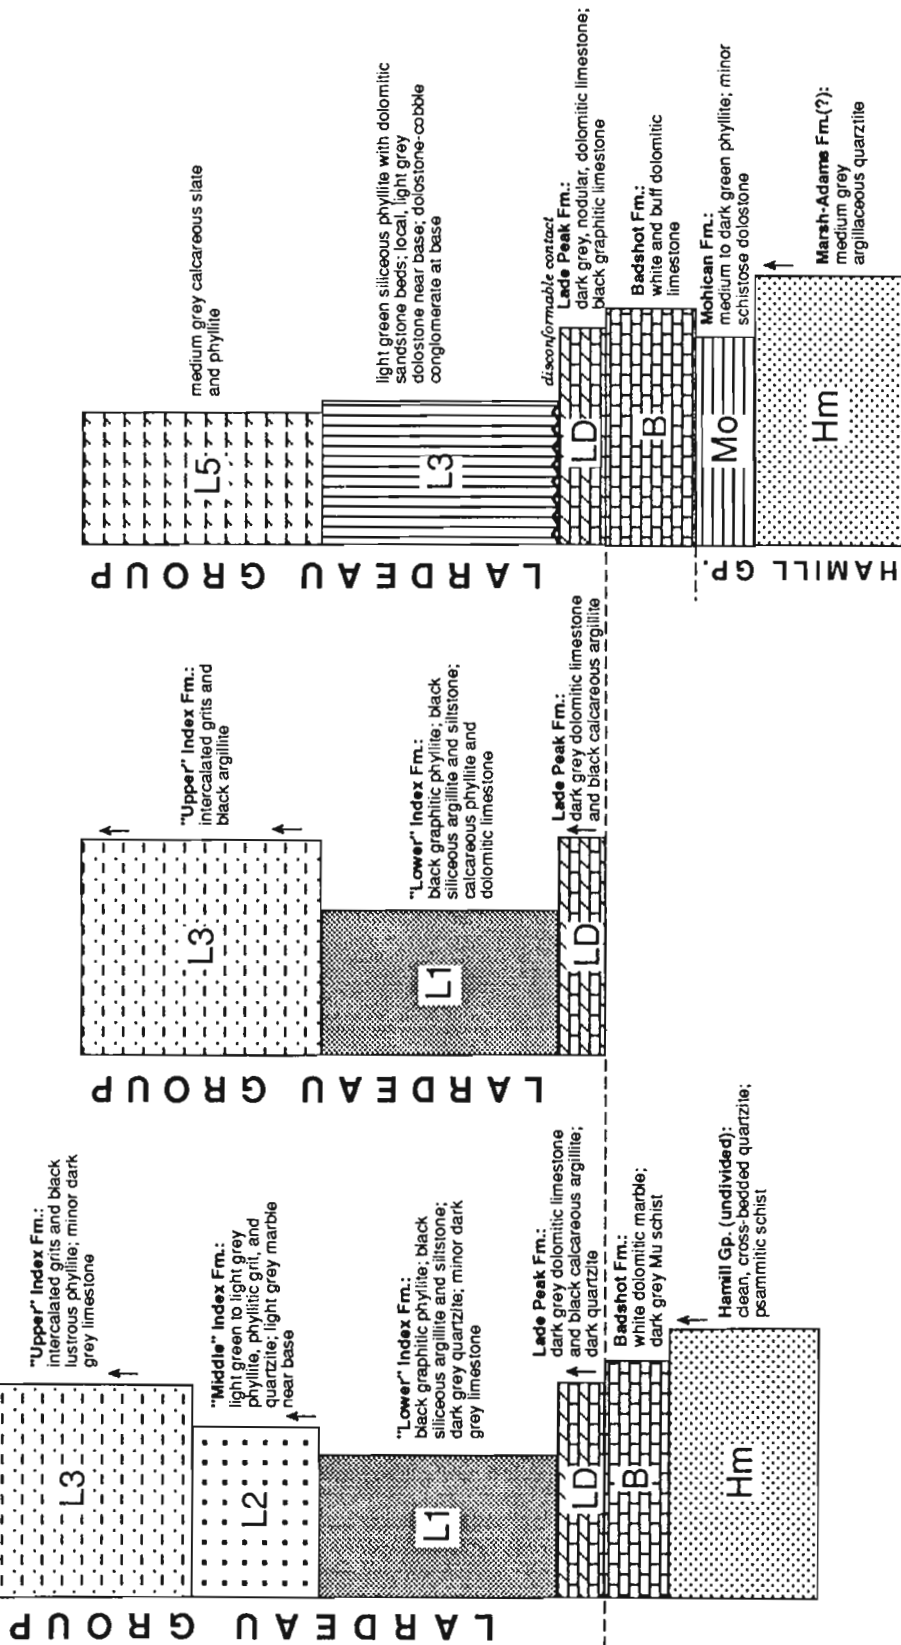 L5
medium grey calcareous slate
and phyllite
L3
light green siliceous phyllite with dolomitic
sandstone beds; local, light grey
dolostone near base; dolostone-cobble
conglomerate at base
disconformable contact
LD
Lade Peak Fm.:
dark grey, nodular, dolomitic limestone;
black graphitic limestone
B
Badshot Fm.:
white and buff dolomitic
limestone
Mo
Mohican Fm.:
medium to dark green phyllite; minor
schistose dolostone
Hm
Marsh-Adams Fm.(?):
medium grey
argillaceous quarztite
LARDEAU GROUP
HAMILL GP.
L3
"Upper" Index Fm.:
intercalated grits and
black argillite
L1
"Lower" Index Fm.:
black graphitic phyllite; black
siliceous argillite and siltstone;
calcareous phyllite and
dolomitic limestone
LD
Lade Peak Fm.:
dark grey dolomitic limestone
and black calcareous argillite
LARDEAU GROUP
L3
"Upper" Index Fm.:
intercalated grits and black
lustrous phyllite; minor dark
grey limestone
L2
"Middle" Index Fm.:
light green to light grey
phyllite, phyllitic grit, and
quartzite; light grey marble
near base
L1
"Lower" Index Fm.:
black graphitic phyllite; black
siliceous argillite and siltstone;
dark grey quartzite; minor dark
grey limestone
LD
Lade Peak Fm.:
dark grey dolomitic limestone
and black calcareous argillite;
dark quartzite
B
Badshot Fm.:
white dolomitic marble;
dark grey Mu schist
Hm
Hamill Gp. (undivided):
clean, cross-bedded quartzite;
psammitic schist
LARDEAU GROUP